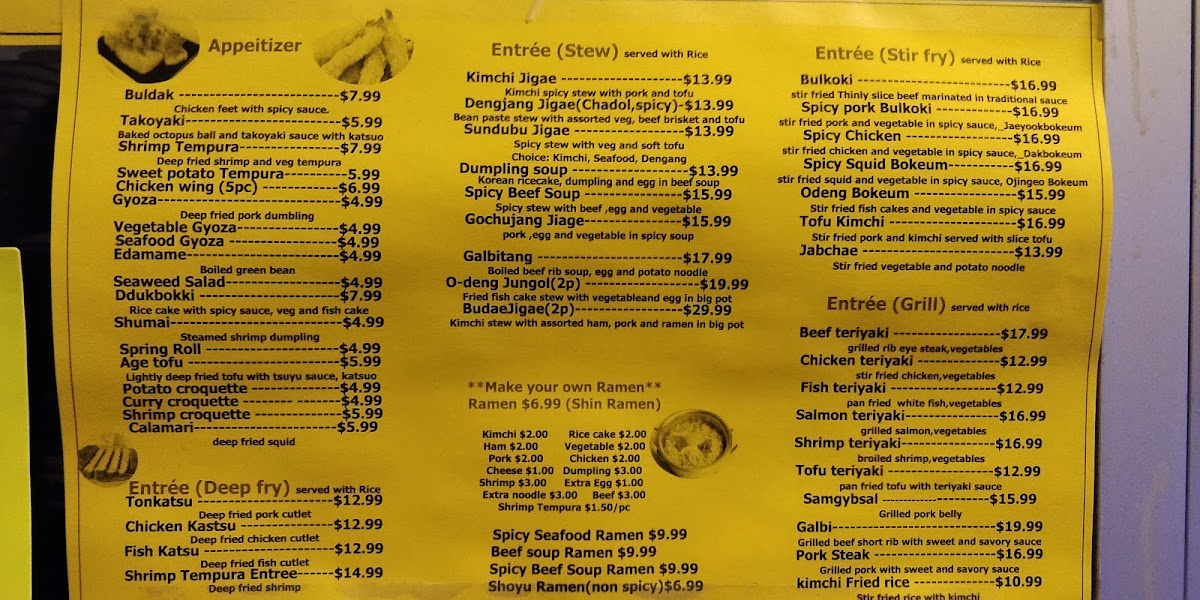 Appeitizer
Buldak --------------------$7.99
Chicken feet with spicy sauce.
Takoyaki--------------------$5.99
Baked octopus ball and takoyaki sauce with katsuo
Shrimp Tempura----------------$7.99
Deep fried shrimp and veg tempura
Sweet potato Tempura----------5.99
Chicken wing (5pc) -------------$6.99
Gyoza-----------------------$4.99
Deep fried pork dumbling
Vegetable Gyoza----------------$4.99
Seafood Gyoza -----------------$4.99
Edamame---------------------$4.99
Boiled green bean
Seaweed Salad------------------$4.99
Ddukbokki ---------------------$7.99
Rice cake with spicy sauce, veg and fish cake
Shumai----------------------$4.99
Steamed shrimp dumpling
Spring Roll --------------------$4.99
Age tofu ----------------------$5.99
Lightly deep fried tofu with tsuyu sauce, katsuo
Potato croquette --------------$4.99
Curry croquette -------- -------$4.99
Shrimp croquette -------------$5.99
Calamari----------------------$5.99
deep fried squid
Entrée (Deep fry) served with Rice
Tonkatsu --------------------$12.99
Deep fried pork cutlet
Chicken Kastsu ---------------$12.99
Deep fried chicken cutlet
Fish Katsu -------------------$12.99
Deep fried fish cutlet
Shrimp Tempura Entree------$14.99
Deep fried shrimp
Entrée (Stew) served with Rice
Kimchi Jigae --------------------$13.99
Kimchi spicy stew with pork and tofu
Dengjang Jigae(Chadol,spicy)-$13.99
Bean paste stew with assorted veg, beef brisket and tofu
Sundubu Jigae ------------------$13.99
Spicy stew with veg and soft tofu
Choice: Kimchi, Seafood, Dengang
Dumpling soup -----------------$13.99
Korean ricecake, dumpling and egg in beef soup
Spicy Beef Soup ----------------$15.99
Spicy stew with beef ,egg and vegetable
Gochujang Jiage----------------$15.99
pork ,egg and vegetable in spicy soup
Galbitang ----------------------$17.99
Boiled beef rib soup, egg and potato noodle
O-deng Jungol(2p) -------------$19.99
Fried fish cake stew with vegetableand egg in big pot
BudaeJigae(2p)-----------------$29.99
Kimchi stew with assorted ham, pork and ramen in big pot
**Make your own Ramen**
Ramen $6.99 (Shin Ramen)
Kimchi $2.00 Rice cake $2.00
Ham $2.00 Vegetable $2.00
Pork $2.00 Chicken $2.00
Cheese $1.00 Dumpling $3.00
Shrimp $3.00 Extra Egg $1.00
Extra noodle $3.00 Beef $3.00
Shrimp Tempura $1.50/pc
Spicy Seafood Ramen $9.99
Beef soup Ramen $9.99
Spicy Beef Soup Ramen $9.99
Shoyu Ramen(non spicy)$6.99
Entrée (Stir fry) served with Rice
Bulkoki -------------------------$16.99
stir fried Thinly slice beef marinated in traditional sauce
Spicy pork Bulkoki -------------$16.99
stir fried pork and vegetable in spicy sauce,_Jaeyookbokeum
Spicy Chicken ------------------$16.99
stir fried chicken and vegetable in spicy sauce,_Dakbokeum
Spicy Squid Bokeum-----------$16.99
stir fried squid and vegetable in spicy sauce, Ojingeo Bokeum
Odeng Bokeum ----------------$15.99
Stir fried fish cakes and vegetable in spicy sauce
Tofu Kimchi --------------------$16.99
Stir fried pork and kimchi served with slice tofu
Jabchae -----------------------$13.99
Stir fried vegetable and potato noodle
Entrée (Grill) served with rice
Beef teriyaki ------------------$17.99
grilled rib eye steak,vegetables
Chicken teriyaki --------------$12.99
stir fried chicken,vegetables
Fish teriyaki ------------------$12.99
pan fried white fish,vegetables
Salmon teriyaki---------------$16.99
grilled salmon,vegetables
Shrimp teriyaki---------------$16.99
broiled shrimp,vegetables
Tofu teriyaki -----------------$12.99
pan fried tofu with teriyaki sauce
Samgybsal ------------------$15.99
Grilled pork belly
Galbi---------------------------$19.99
Grilled beef short rib with sweet and savory sauce
Pork Steak --------------------$16.99
Grilled pork with sweet and savory sauce
kimchi Fried rice -------------$10.99
Stir fried rice with kimchi